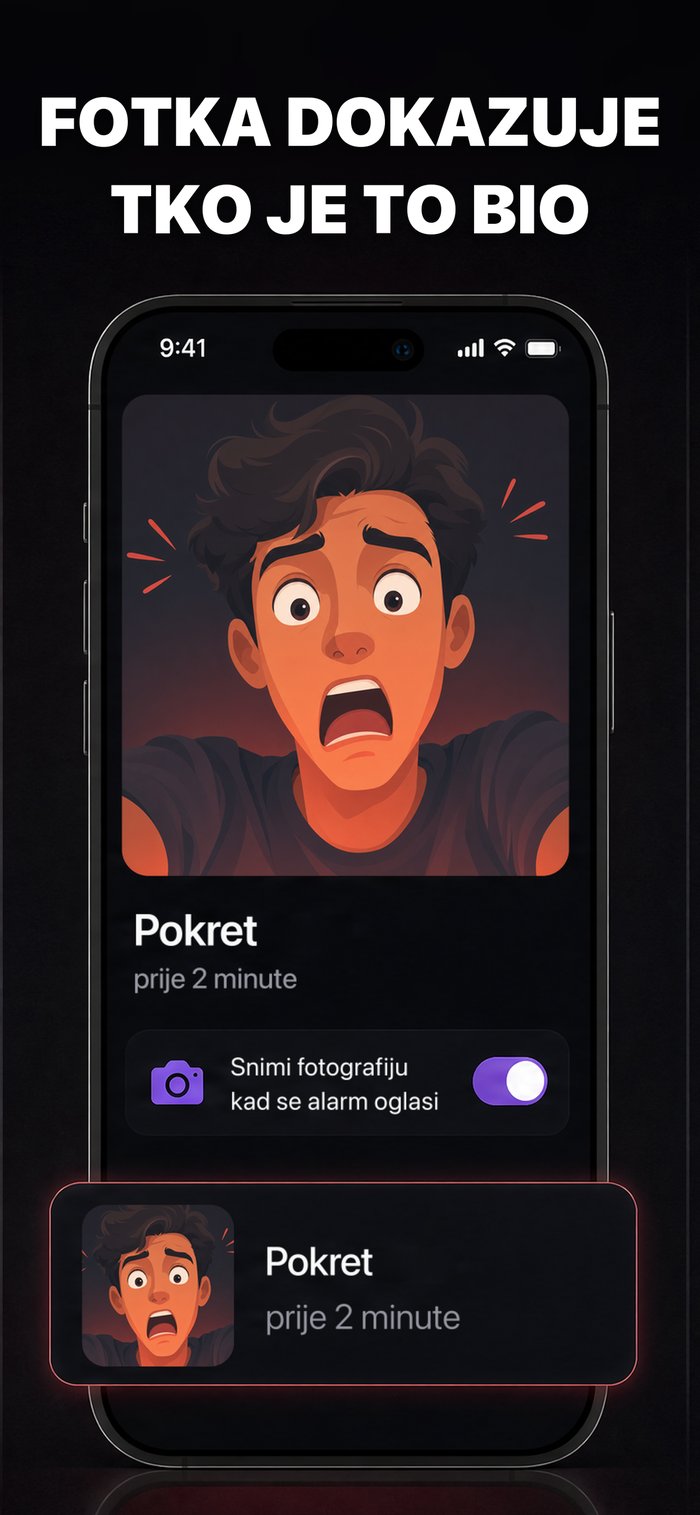 FOTKA DOKAZUJE
TKO JE TO BIO
9:41
Pokret
prije 2 minute
Snimi fotografiju
kad se alarm oglasi
Pokret
prije 2 minute